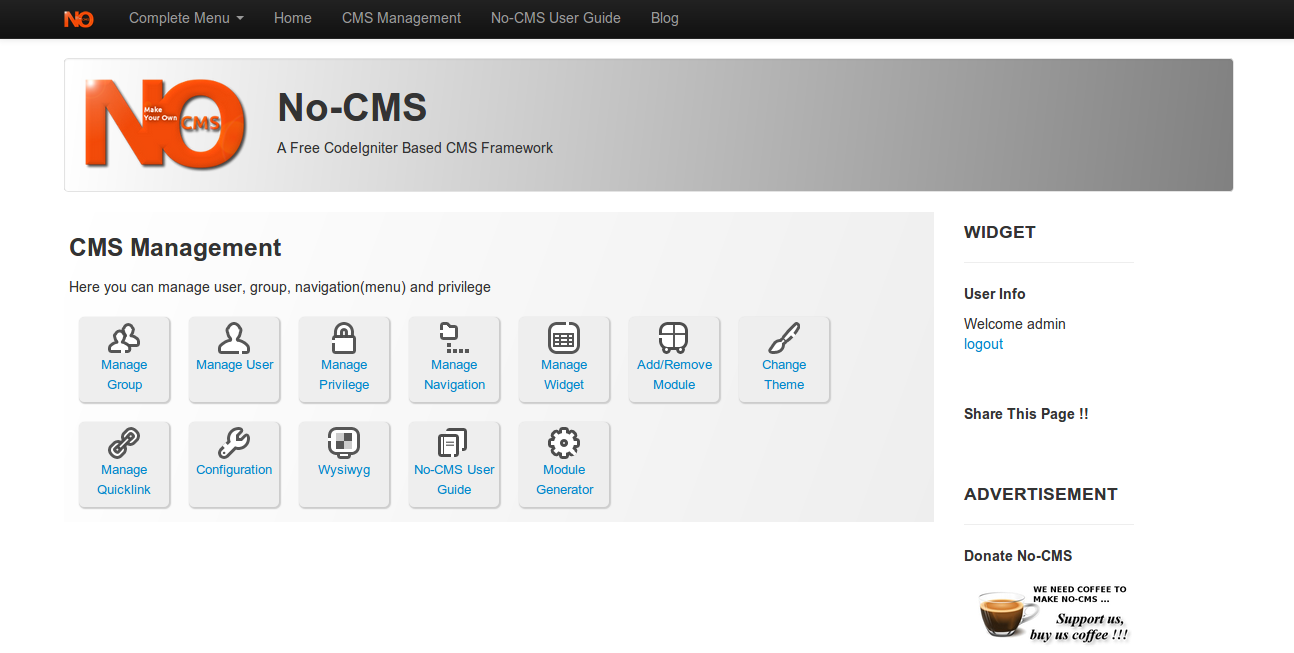 NO Complete Menu Home CMS Management No-CMS User Guide Blog
NO
Make
Your Own
CMS
No-CMS
A Free CodeIgniter Based CMS Framework
CMS Management
Here you can manage user, group, navigation(menu) and privilege
Manage
Group
Manage User
Manage
Privilege
Manage
Navigation
Manage
Widget
Add/Remove
Module
Change
Theme
Manage
Quicklink
Configuration
Wysiwyg
No-CMS User
Guide
Module
Generator
WIDGET
User Info
Welcome admin
logout
Share This Page !!
ADVERTISEMENT
Donate No-CMS
WE NEED COFFEE TO
MAKE NO-CMS ...
Support us,
buy us coffee !!!